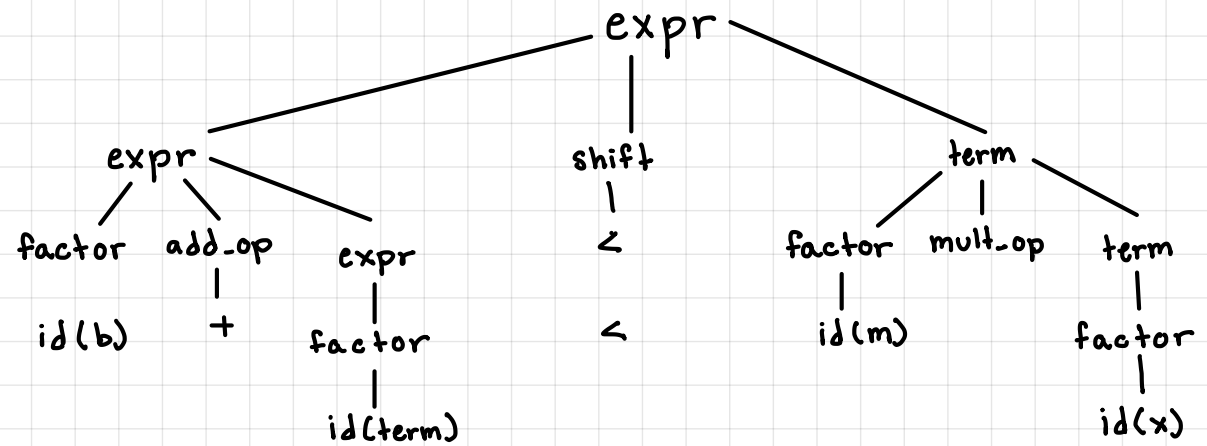 expr
expr shift term
factor add_op expr < factor mult_op term
id(b) + factor < id(m) factor
id(term) id(x)